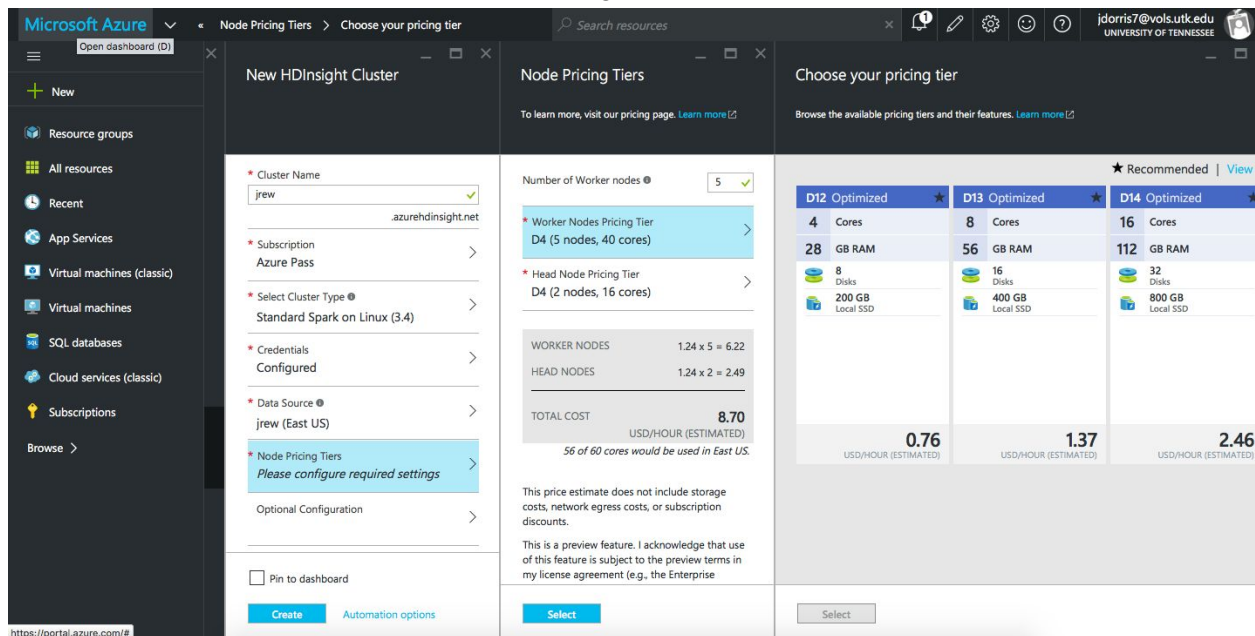 Microsoft Azure
« Node Pricing Tiers > Choose your pricing tier
Search resources
1
jdorris7@vols.utk.edu
UNIVERSITY OF TENNESSEE
Open dashboard (D)
New
Resource groups
All resources
Recent
App Services
Virtual machines (classic)
Virtual machines
SQL databases
Cloud services (classic)
Subscriptions
Browse >
https://portal.azure.com/#
New HDInsight Cluster
* Cluster Name
jrew
.azurehdinsight.net
* Subscription
Azure Pass
* Select Cluster Type
Standard Spark on Linux (3.4)
* Credentials
Configured
* Data Source
jrew (East US)
* Node Pricing Tiers
Please configure required settings
Optional Configuration
Pin to dashboard
Create Automation options
Node Pricing Tiers
To learn more, visit our pricing page. Learn more
Number of Worker nodes 5
* Worker Nodes Pricing Tier
D4 (5 nodes, 40 cores)
* Head Node Pricing Tier
D4 (2 nodes, 16 cores)
WORKER NODES 1.24 x 5 = 6.22
HEAD NODES 1.24 x 2 = 2.49
TOTAL COST 8.70
USD/HOUR (ESTIMATED)
56 of 60 cores would be used in East US.
This price estimate does not include storage
costs, network egress costs, or subscription
discounts.
This is a preview feature. I acknowledge that use
of this feature is subject to the preview terms in
my license agreement (e.g., the Enterprise
Select
Choose your pricing tier
Browse the available pricing tiers and their features. Learn more
★ Recommended | View
D12 Optimized ★
4 Cores
28 GB RAM
8
Disks
200 GB
Local SSD
0.76
USD/HOUR (ESTIMATED)
D13 Optimized ★
8 Cores
56 GB RAM
16
Disks
400 GB
Local SSD
1.37
USD/HOUR (ESTIMATED)
D14 Optimized ★
16 Cores
112 GB RAM
32
Disks
800 GB
Local SSD
2.46
USD/HOUR (ESTIMATED)
Select